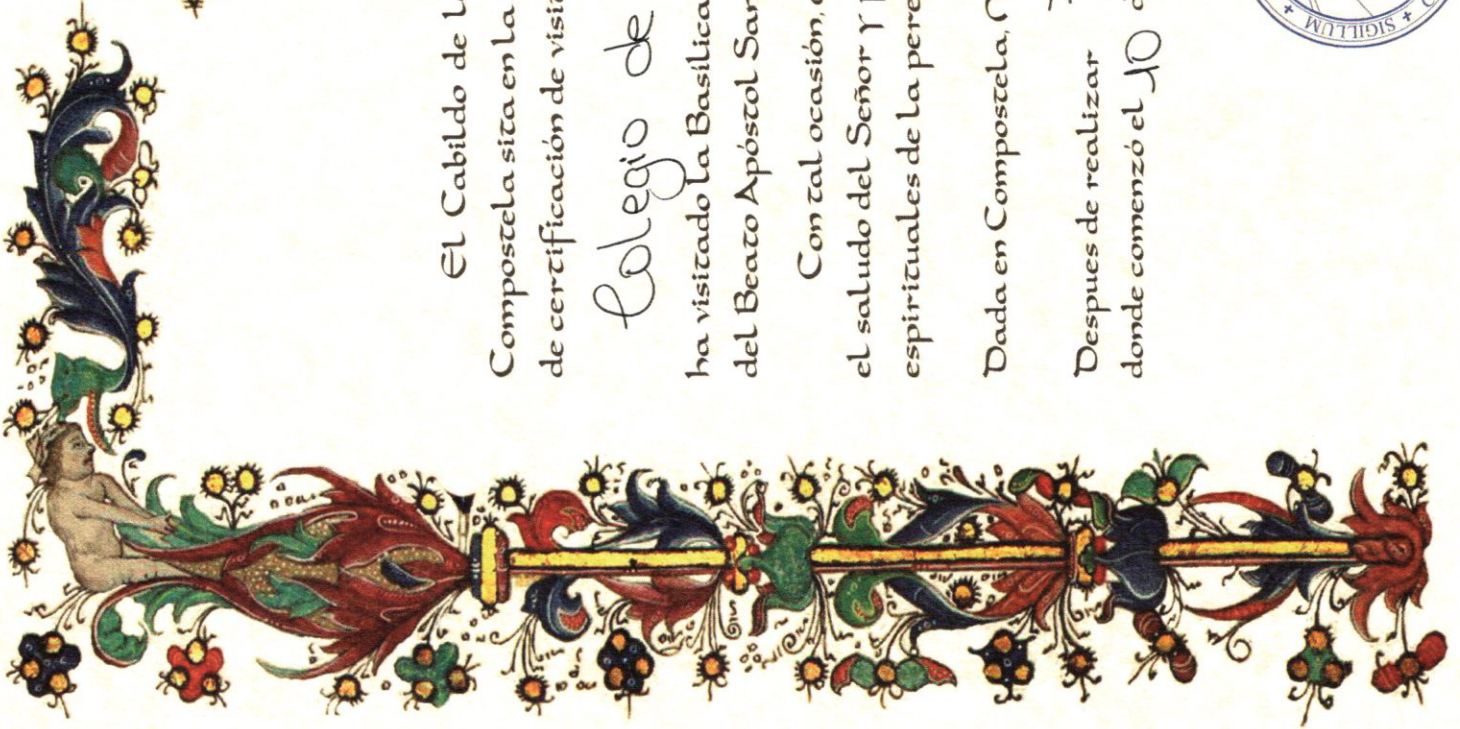 El Cabildo de
Compostela sita en la
de certificación de
Colegio de
ha visitado la Basílica
del Beato Apóstol
Con tal ocasión,
el saludo del Señor y
espirituales de la
Dada en Compostela,
Despues de realizar
donde comenzó el 10
SIGILLUM